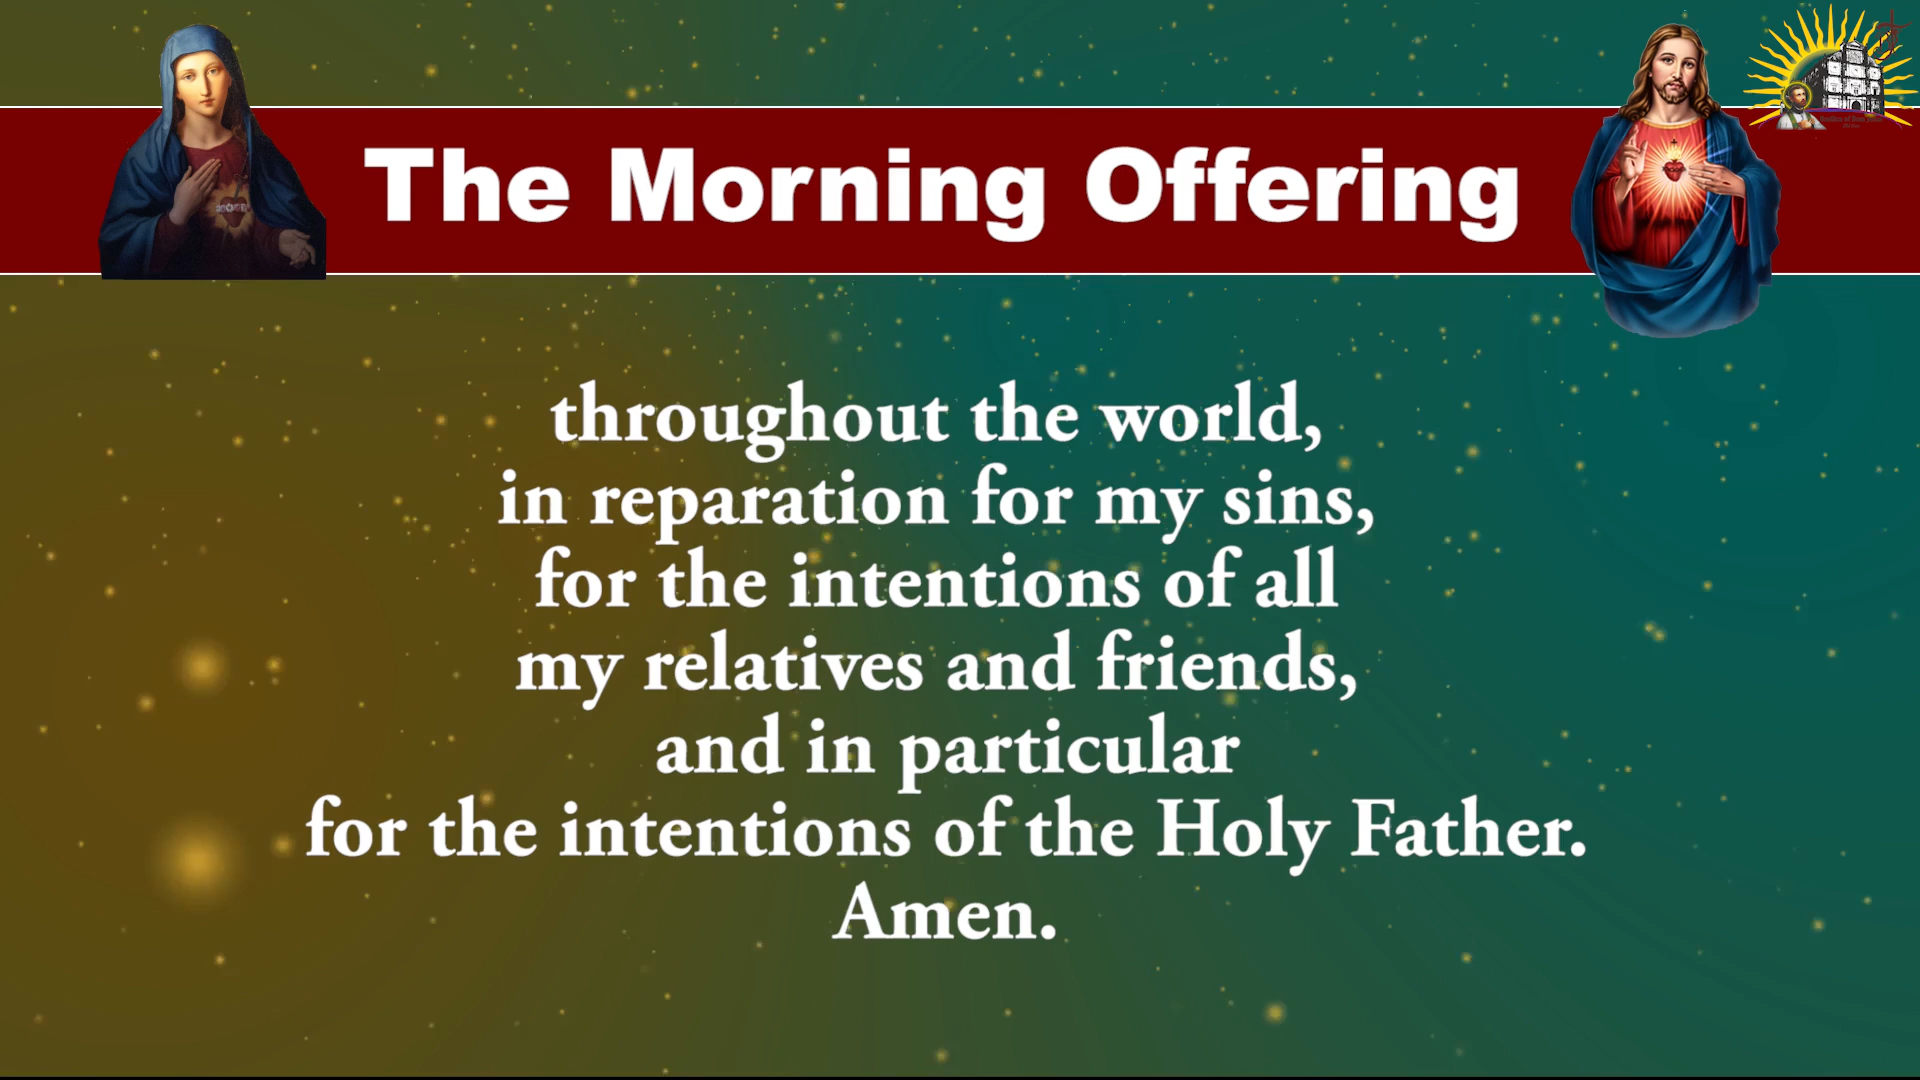 The Morning Offering
throughout the world,
in reparation for my sins,
for the intentions of all
my relatives and friends,
and in particular
for the intentions of the Holy Father.
Amen.